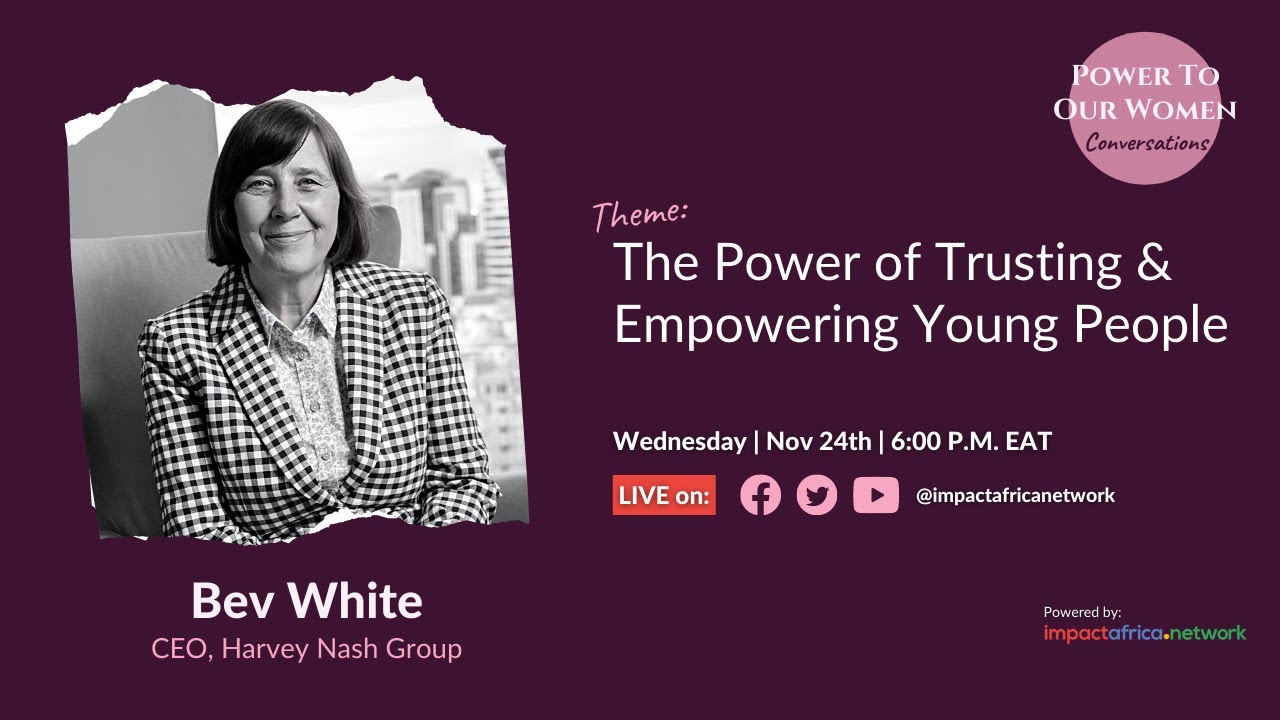 Power To
Our Women
Conversations
Theme:
The Power of Trusting &
Empowering Young People
Wednesday | Nov 24th | 6:00 P.M. EAT
LIVE on:
@impactafricanetwork
Bev White
CEO, Harvey Nash Group
Powered by:
impactafrica.network